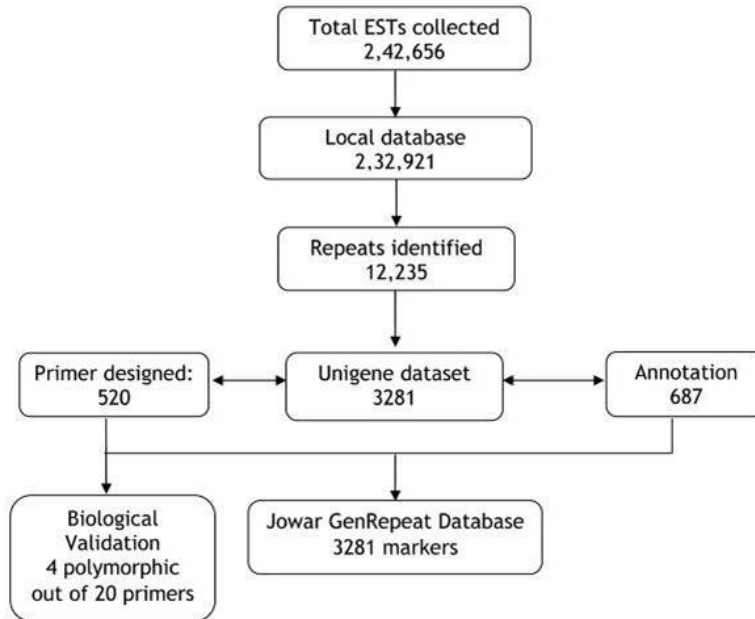 Total ESTs collected
2,42,656
Local database
2,32,921
Repeats identified
12,235
Primer designed:
520
Unigene dataset
3281
Annotation
687
Biological
Validation
4 polymorphic
out of 20 primers
Jowar GenRepeat Database
3281 markers